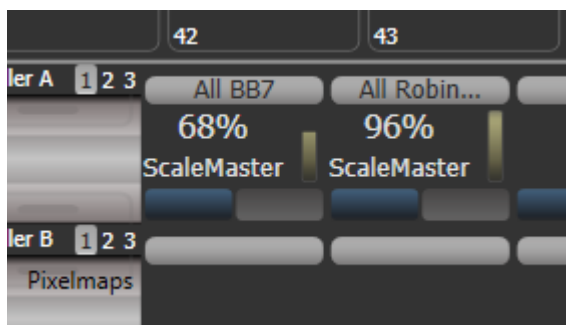 42 43
ler A 1 2 3
All BB7 All Robin...
68% 96%
ScaleMaster ScaleMaster
ler B 1 2 3
Pixelmaps